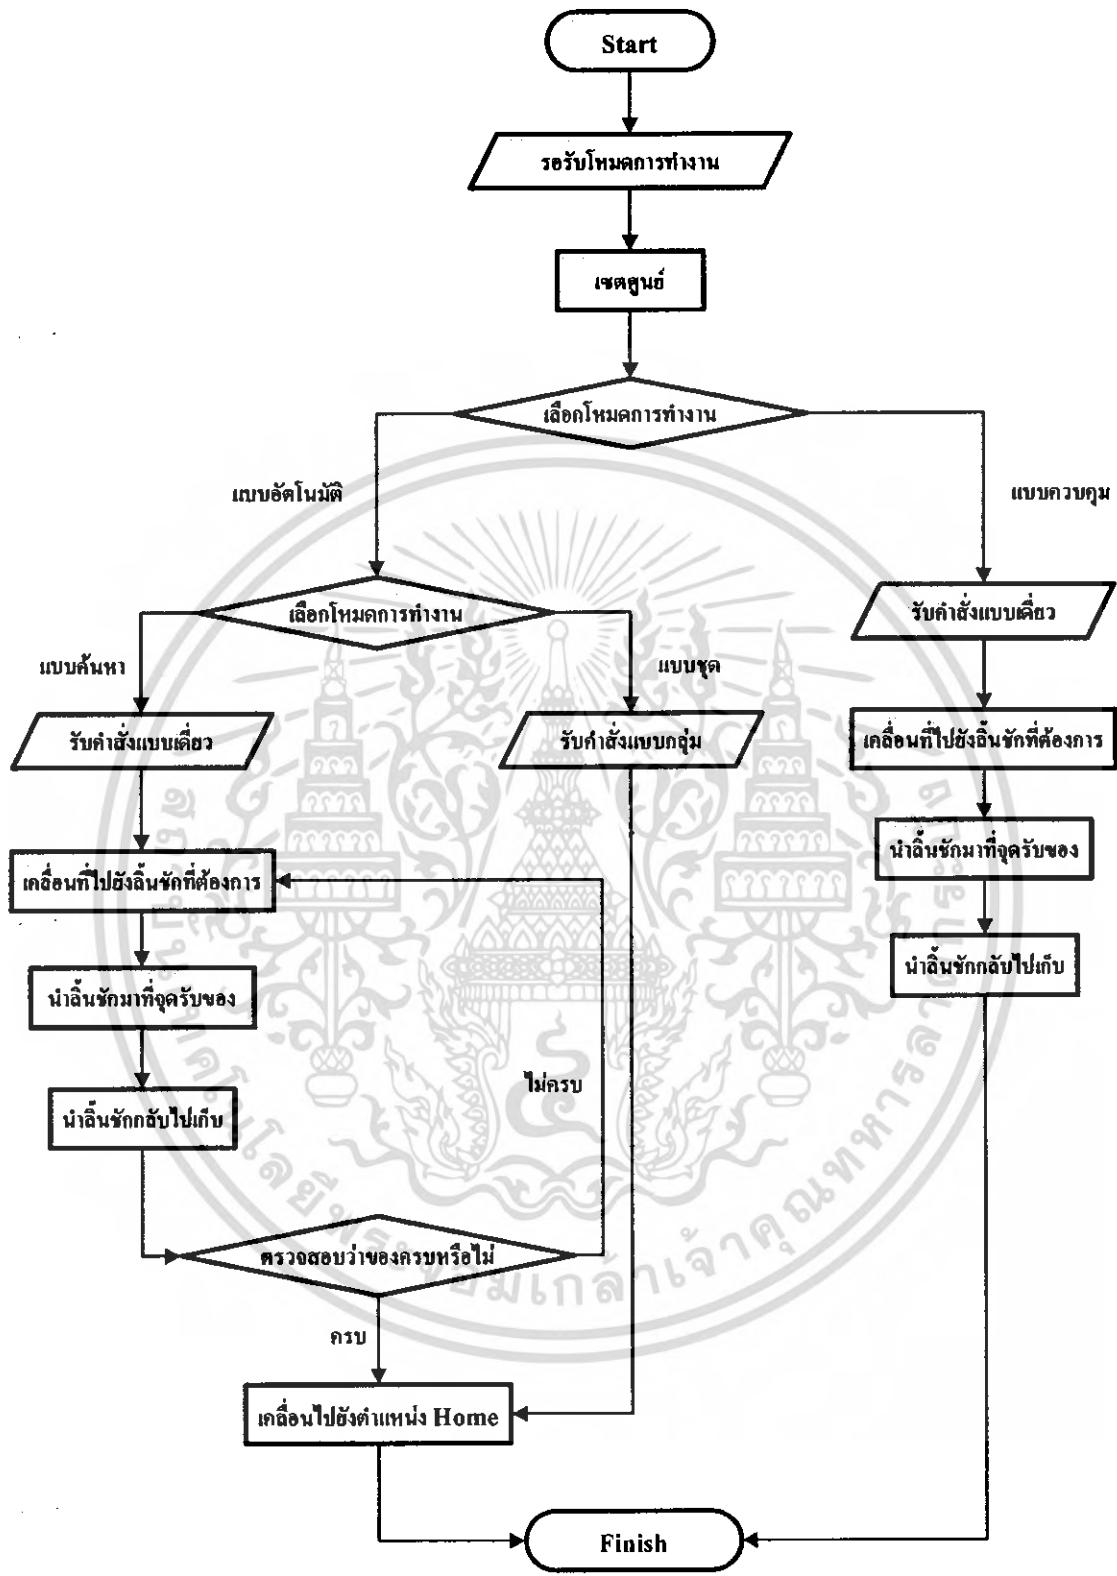 Start
รอรับโหมดการทำงาน
เซตศูนย์
เลือกโหมดการทำงาน
แบบอัตโนมัติ
แบบควบคุม
เลือกโหมดการทำงาน
รับคำสั่งแบบเดี่ยว
แบบค้นหา
แบบชุด
รับคำสั่งแบบเดี่ยว
รับคำสั่งแบบกลุ่ม
เคลื่อนที่ไปยังลิ้นชักที่ต้องการ
นำลิ้นชักมาที่จุดรับของ
เคลื่อนที่ไปยังลิ้นชักที่ต้องการ
นำลิ้นชักกลับไปเก็บ
นำลิ้นชักมาที่จุดรับของ
ไม่ครบ
นำลิ้นชักกลับไปเก็บ
ตรวจสอบว่าของครบหรือไม่
ครบ
เคลื่อนไปยังตำแหน่ง Home
Finish